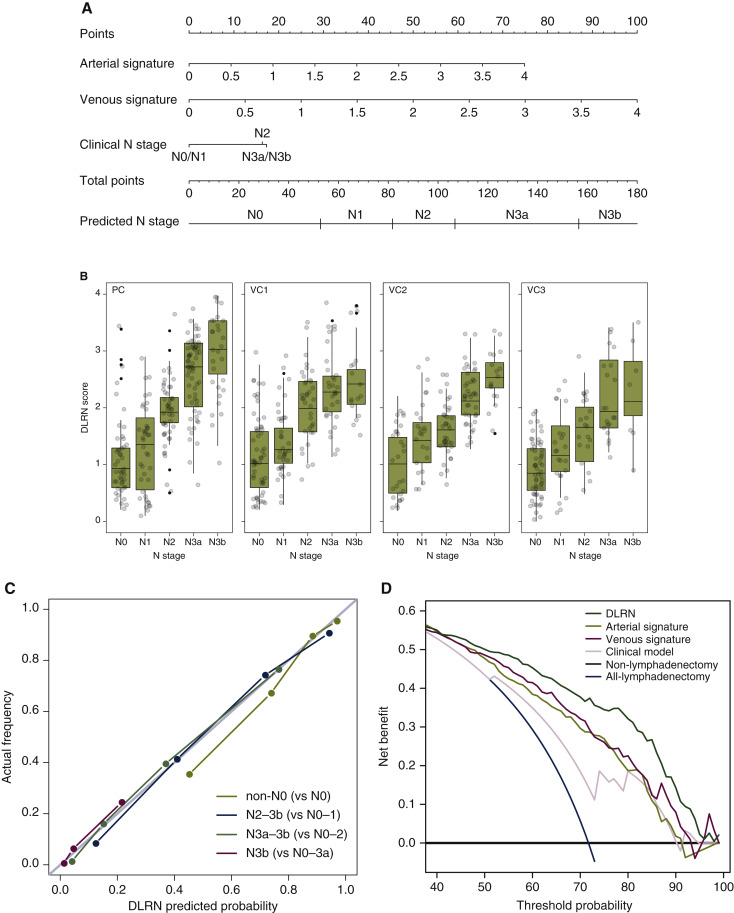 A
Points
0 10 20 30 40 50 60 70 80 90 100
Arterial signature
0 0.5 1 1.5 2 2.5 3 3.5 4
Venous signature
0 0.5 1 1.5 2 2.5 3 3.5 4
Clinical N stage
N2
N0/N1 N3a/N3b
Total points
0 20 40 60 80 100 120 140 160 180
Predicted N stage
N0 N1 N2 N3a N3b
B
PC VC1 VC2 VC3
4
3
2
1
0
DLRN score
N0 N1 N2 N3a N3b N0 N1 N2 N3a N3b N0 N1 N2 N3a N3b N0 N1 N2 N3a N3b
N stage N stage N stage N stage
C
1.0
0.8
0.6
0.4
0.2
0.0
Actual frequency
non-N0 (vs N0)
N2–3b (vs N0–1)
N3a–3b (vs N0–2)
N3b (vs N0–3a)
0.0 0.2 0.4 0.6 0.8 1.0
DLRN predicted probability
D
0.6
0.5
0.4
0.3
0.2
0.1
0.0
Net benefit
DLRN
Arterial signature
Venous signature
Clinical model
Non-lymphadenectomy
All-lymphadenectomy
40 50 60 70 80 90 100
Threshold probability